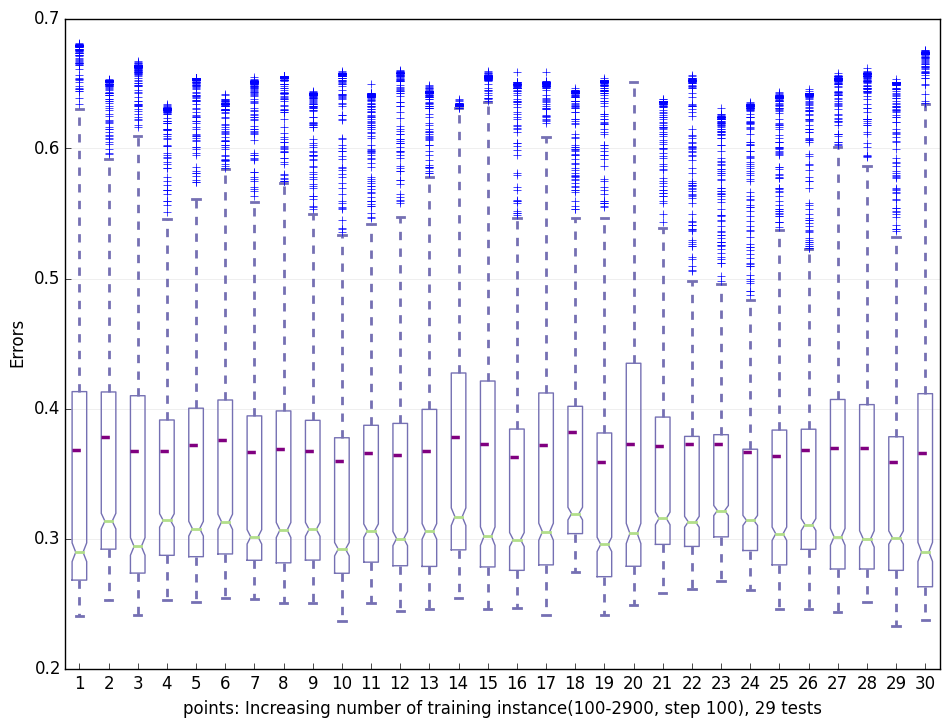 0.7
0.6
0.5
0.4
0.3
0.2
Errors
1 2 3 4 5 6 7 8 9 10 11 12 13 14 15 16 17 18 19 20 21 22 23 24 25 26 27 28 29 30
points: Increasing number of training instance(100-2900, step 100), 29 tests